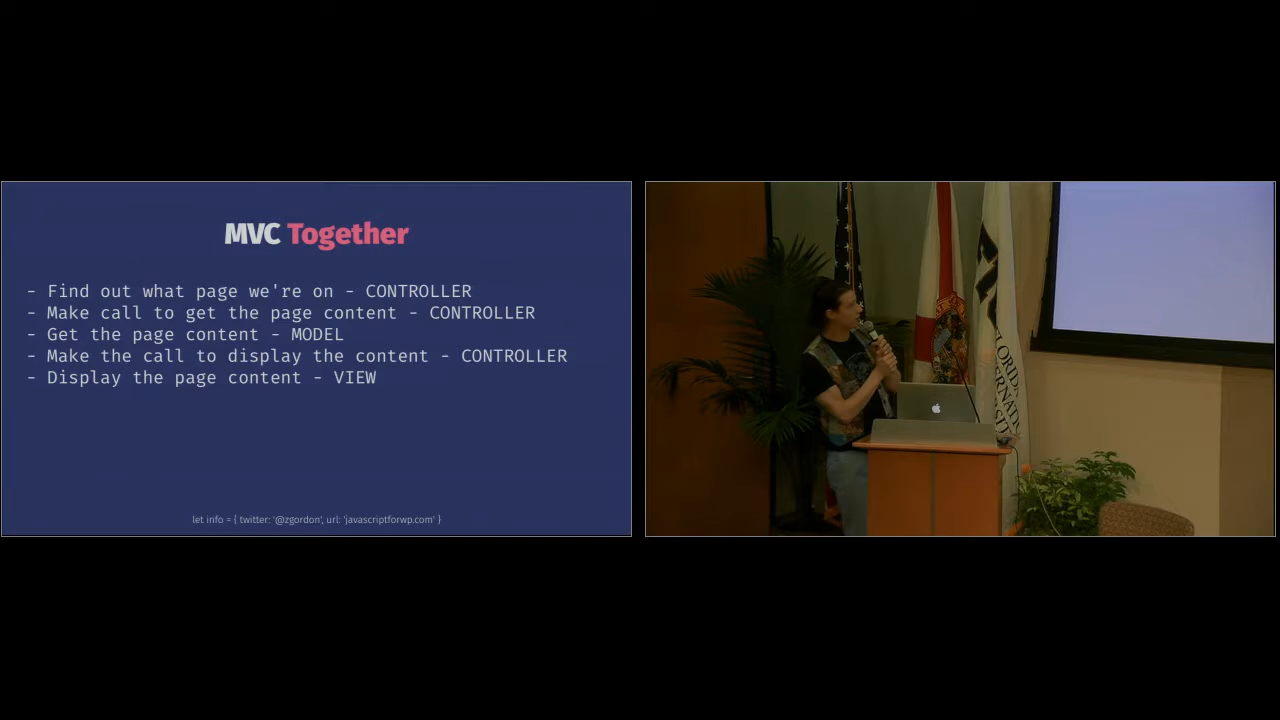 MVC Together
- Find out what page we're on - CONTROLLER
- Make call to get the page content - CONTROLLER
- Get the page content - MODEL
- Make the call to display the content - CONTROLLER
- Display the page content - VIEW
let info = { twitter: '@zgordon', url: 'javascriptforwp.com' }